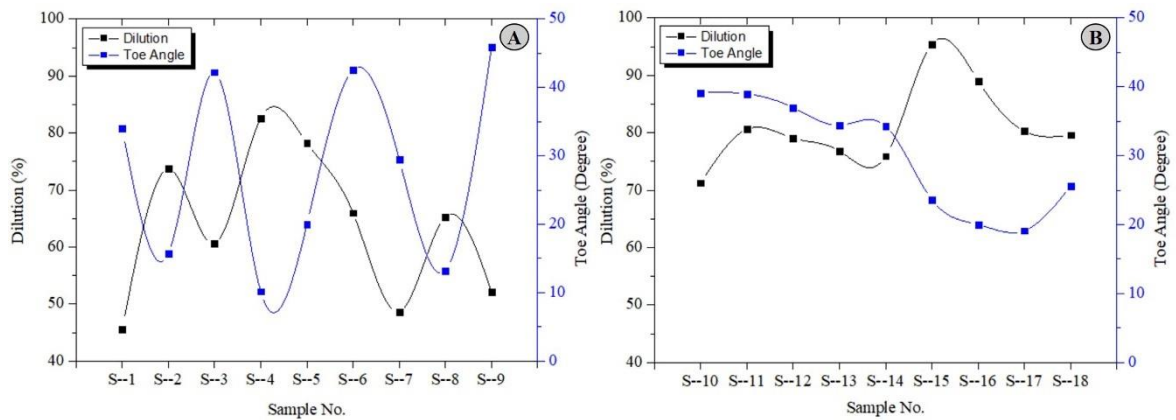 A
Dilution
Toe Angle
100
90
80
70
60
50
40
Dilution (%)
50
40
30
20
10
0
Toe Angle (Degree)
S--1 S--2 S--3 S--4 S--5 S--6 S--7 S--8 S--9
Sample No.
B
Dilution
Toe Angle
100
90
80
70
60
50
40
Dilution (%)
50
40
30
20
10
0
Toe Angle (Degree)
S--10 S--11 S--12 S--13 S--14 S--15 S--16 S--17 S--18
Sample No.